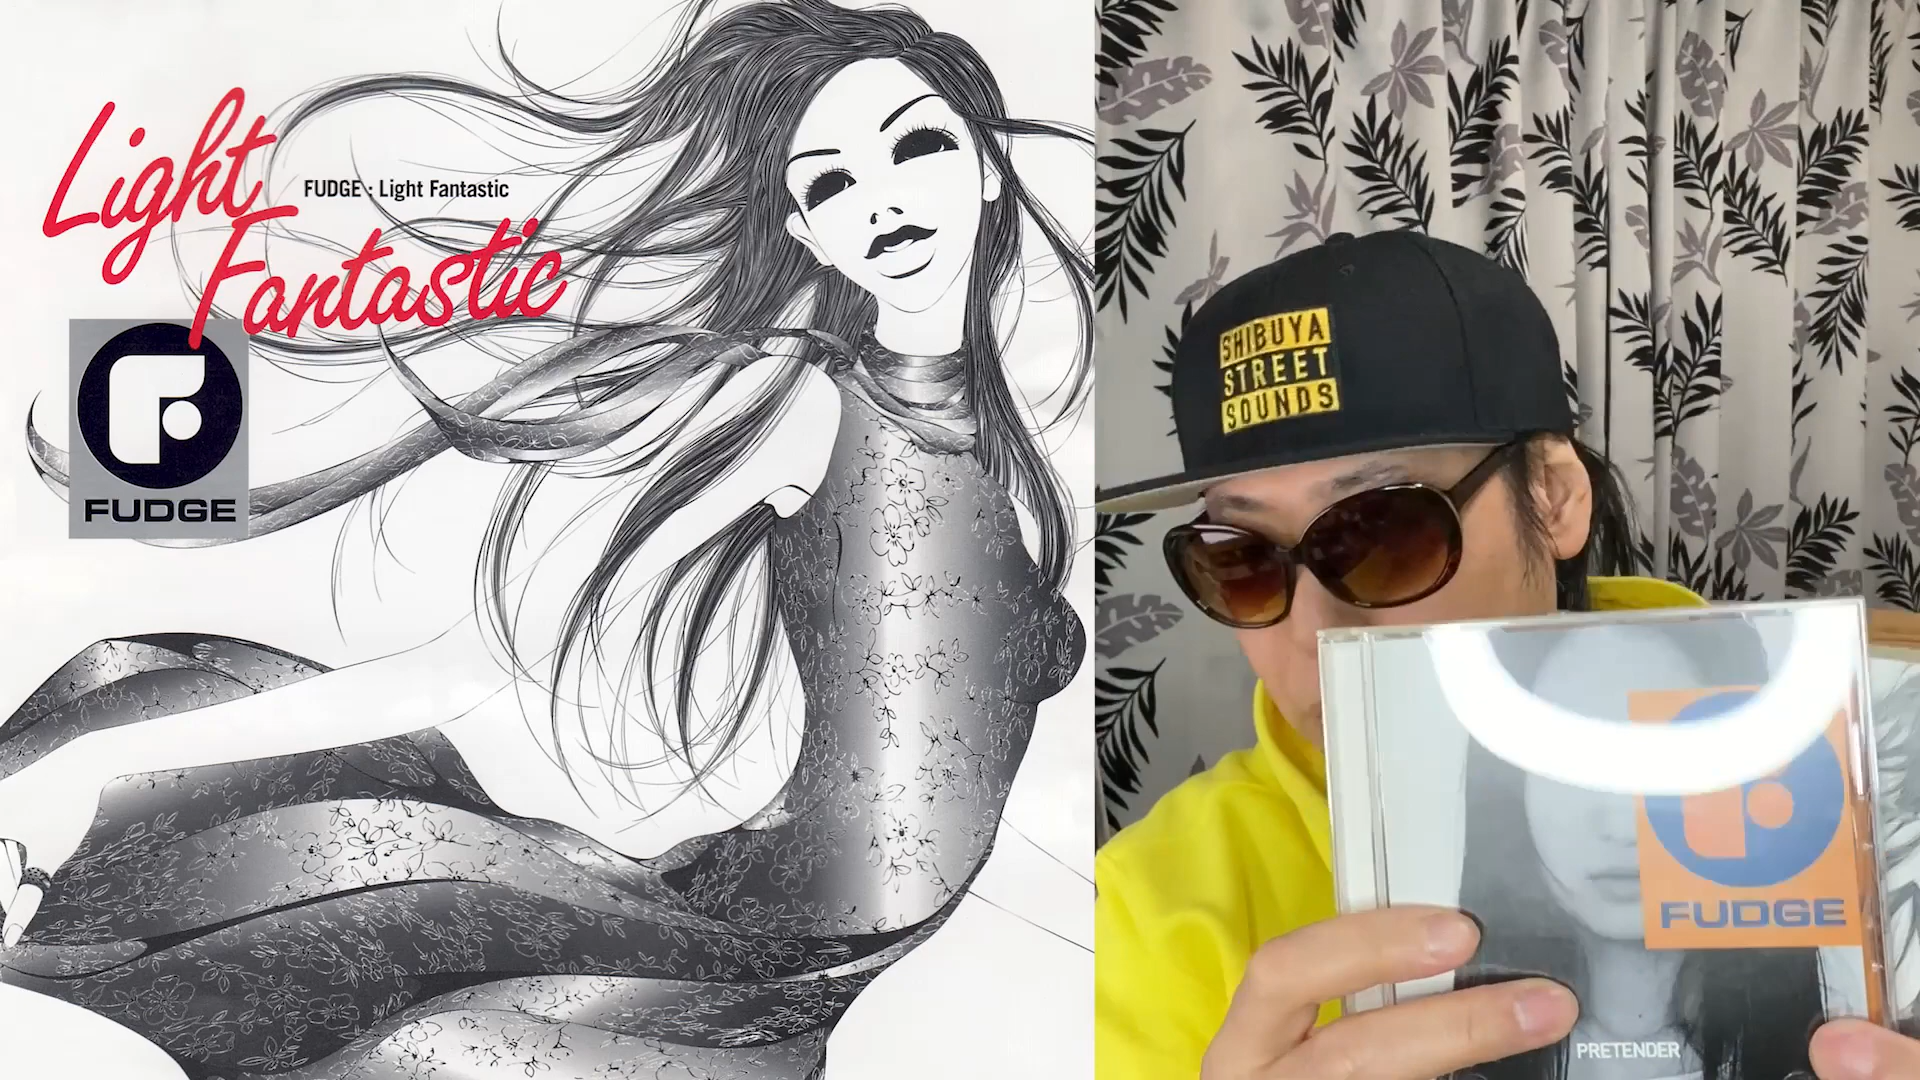 Light
Fantastic
FUDGE : Light Fantastic
FUDGE
SHIBUYA
STREET
SOUNDS
FUDGE
PRETENDER